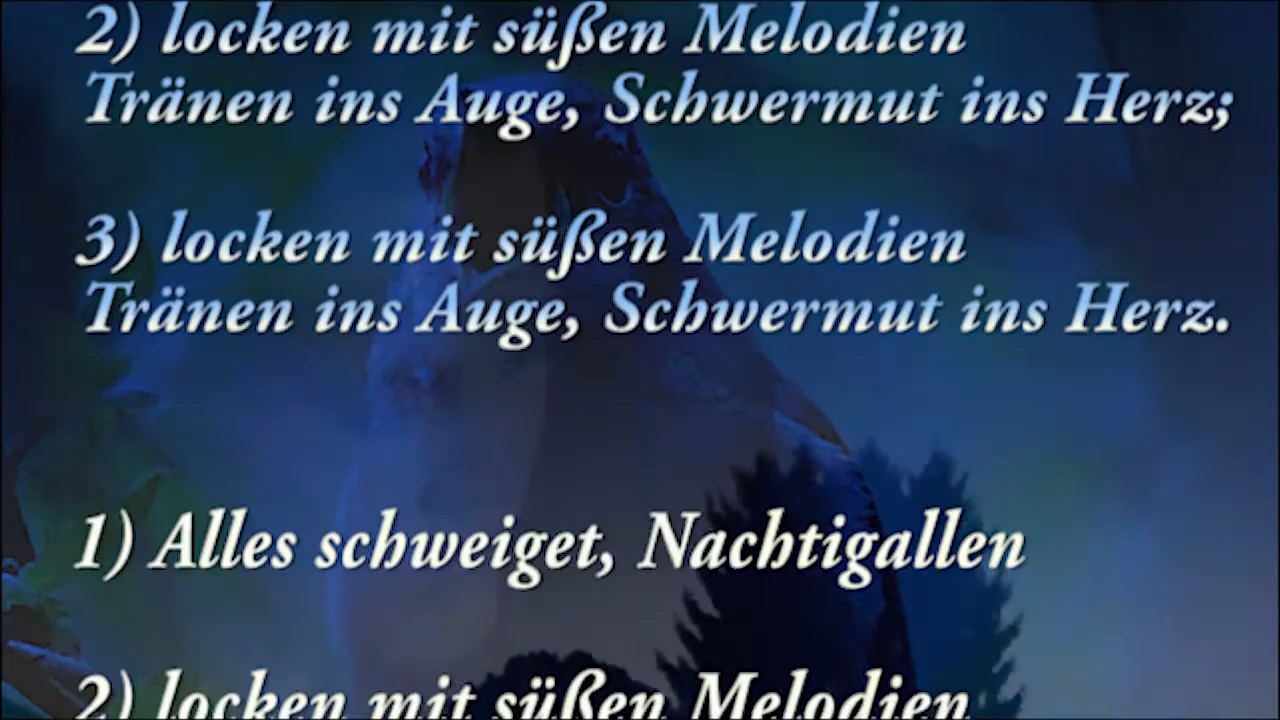 2) locken mit süßen Melodien
Tränen ins Auge, Schwermut ins Herz;
3) locken mit süßen Melodien
Tränen ins Auge, Schwermut ins Herz.
1) Alles schweiget, Nachtigallen
2) locken mit süßen Melodien